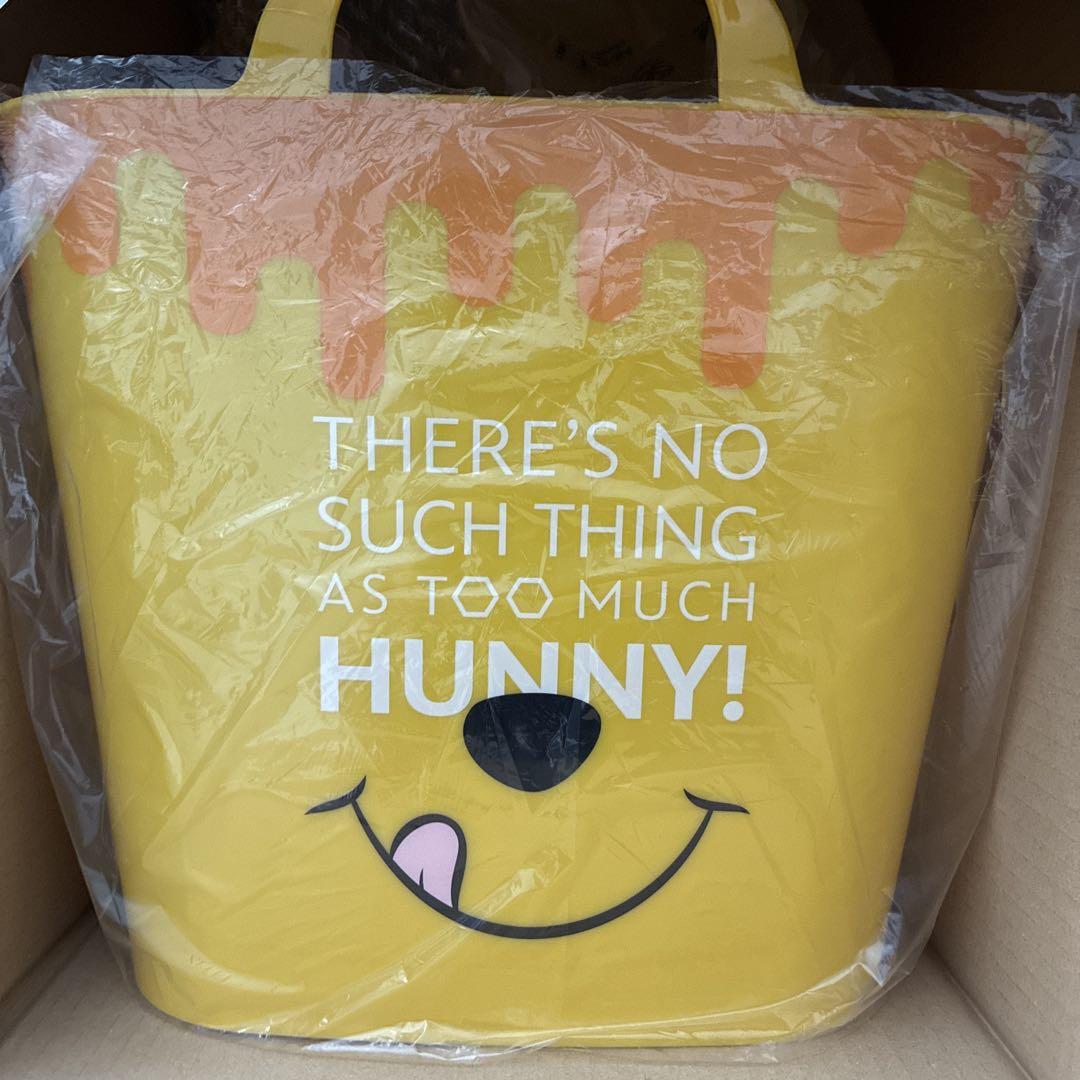 THERE'S NO
SUCH THING
AS TOO MUCH
HUNNY!